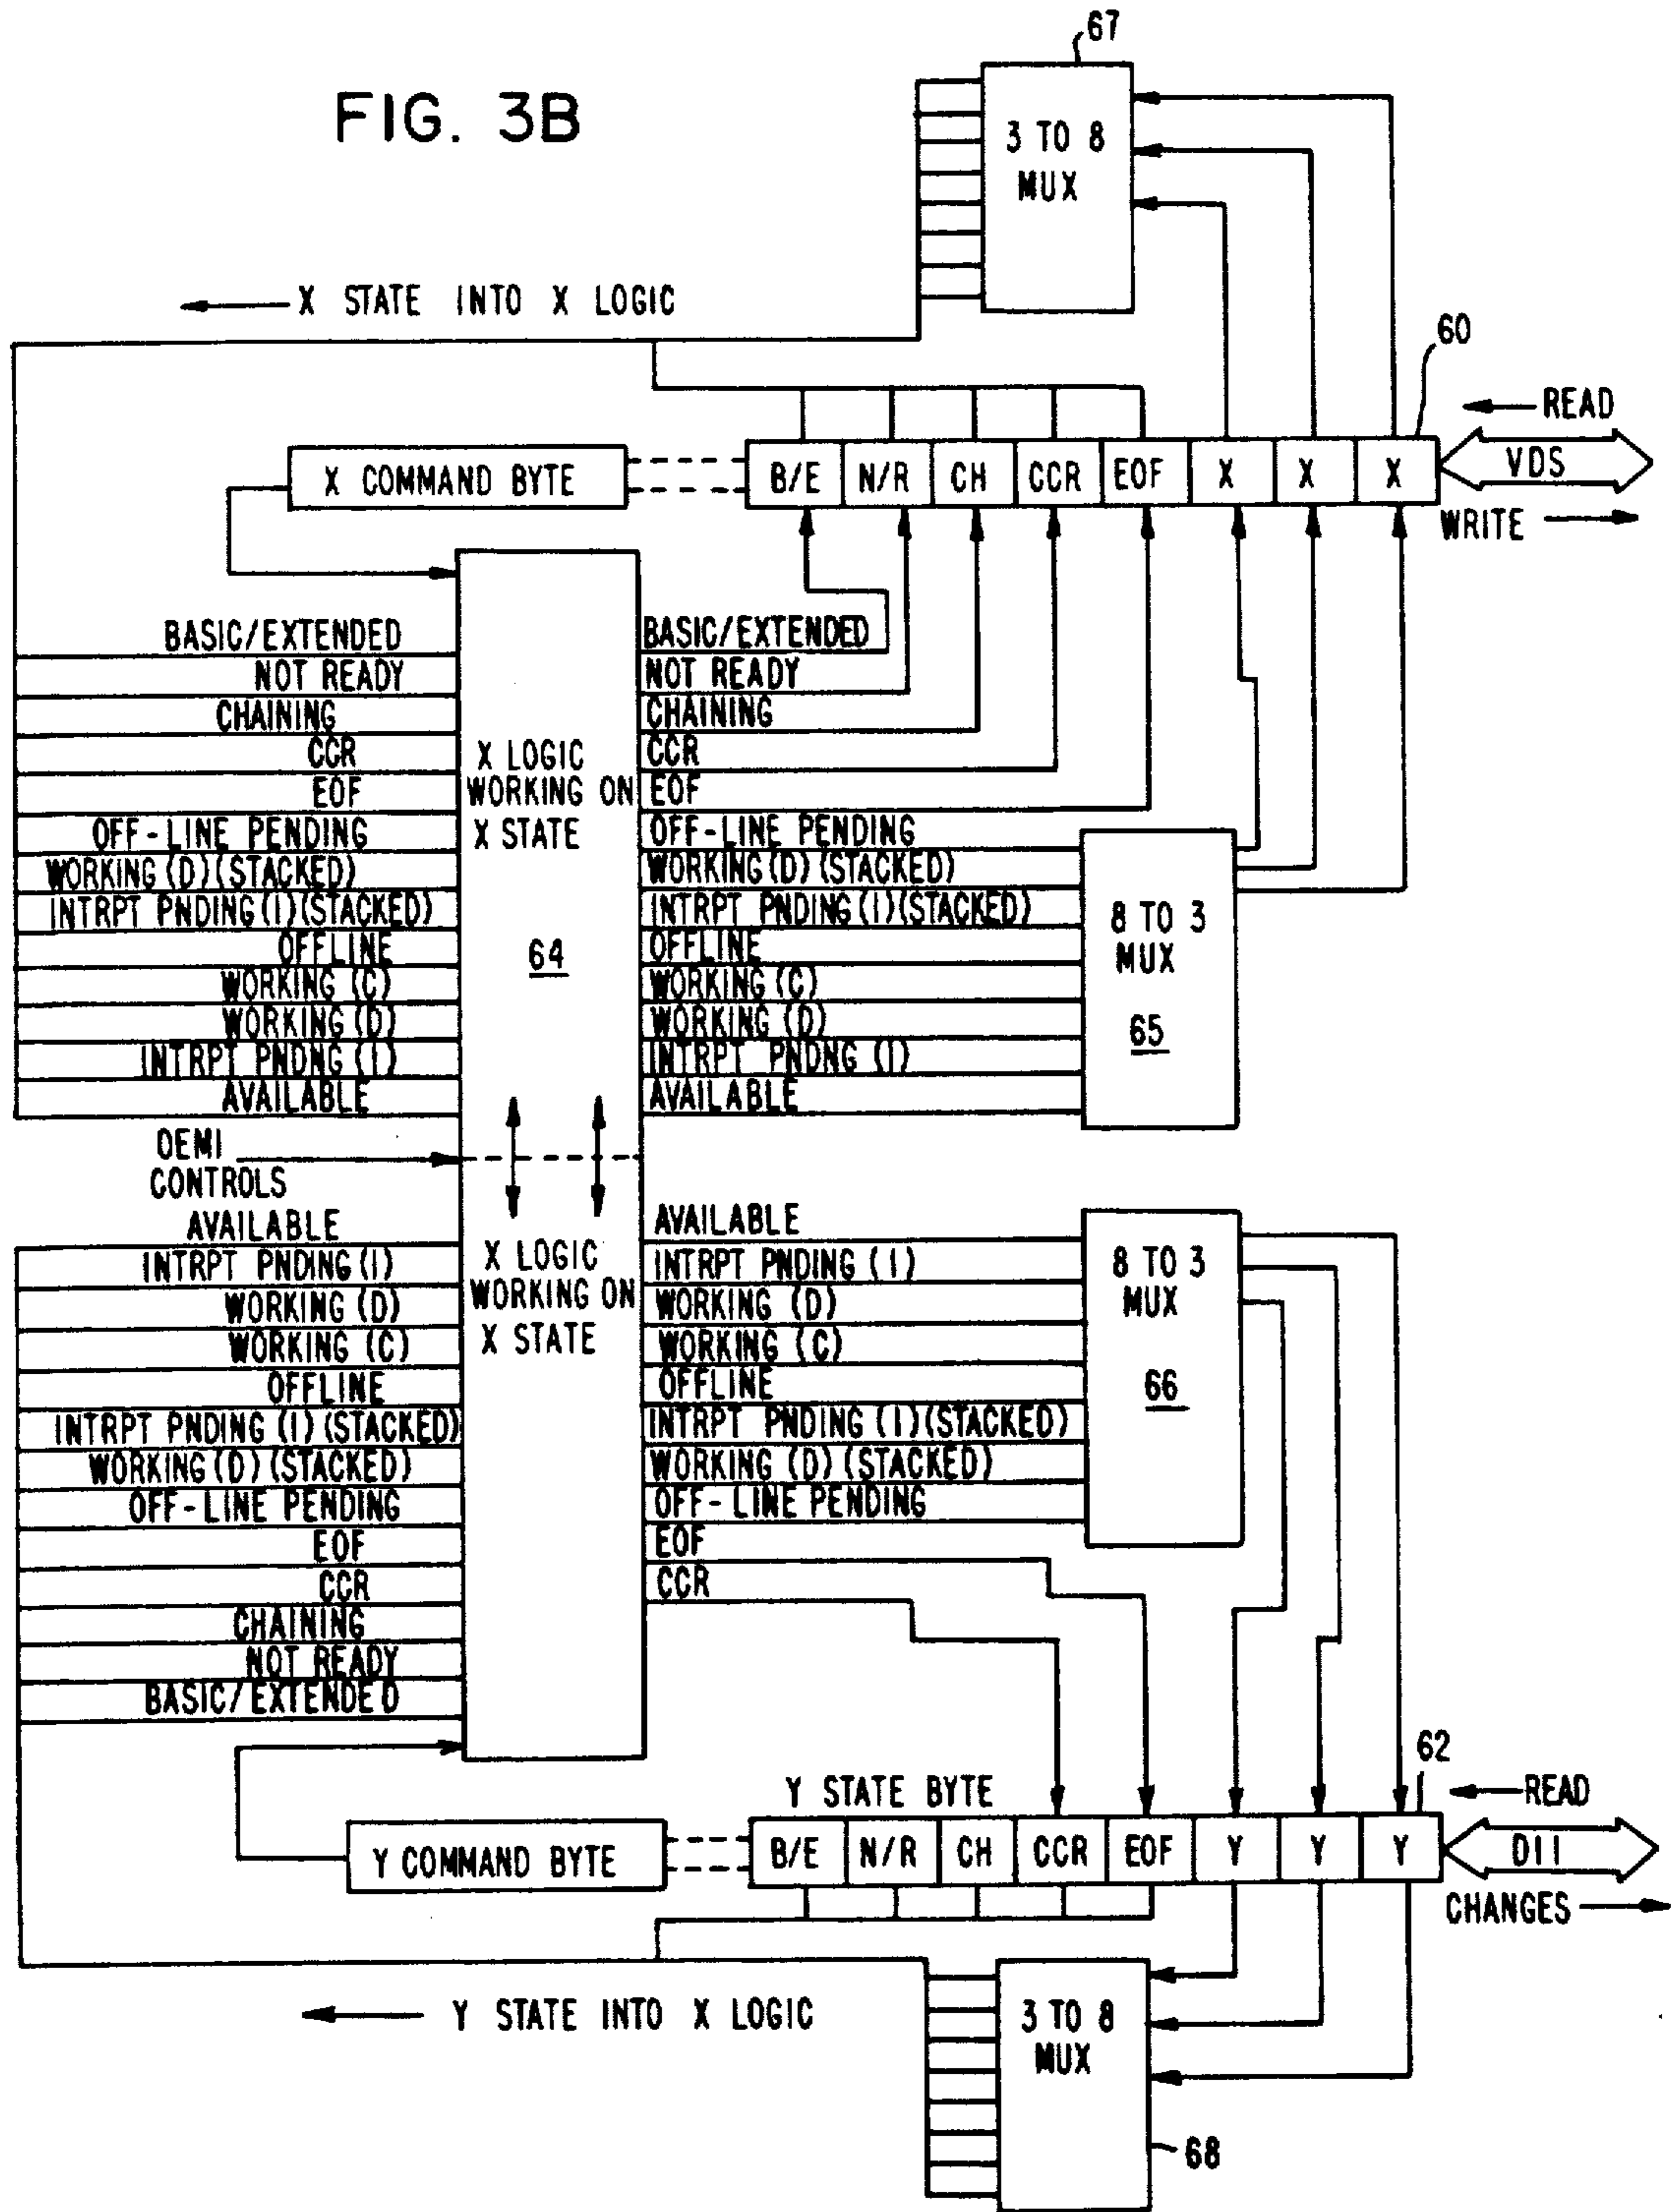 FIG. 3B
67
3 TO 8
MUX
← X STATE INTO X LOGIC
60
← READ
X COMMAND BYTE
B/E N/R CH CCR EOF X X X
VDS
WRITE →
BASIC/EXTENDED
NOT READY
CHAINING
CCR
EOF
OFF-LINE PENDING
WORKING (D) (STACKED)
INTRPT PNDING (I) (STACKED)
OFFLINE
WORKING (C)
WORKING (D)
INTRPT PNDNG (I)
AVAILABLE
X LOGIC
WORKING ON
X STATE
64
BASIC/EXTENDED
NOT READY
CHAINING
CCR
EOF
OFF-LINE PENDING
WORKING (D) (STACKED)
INTRPT PNDING (I) (STACKED)
OFFLINE
WORKING (C)
WORKING (D)
INTRPT PNDNG (I)
AVAILABLE
8 TO 3
MUX
65
OEMI
CONTROLS
AVAILABLE
INTRPT PNDING (I)
WORKING (D)
WORKING (C)
OFFLINE
INTRPT PNDING (I) (STACKED)
WORKING (D) (STACKED)
OFF-LINE PENDING
EOF
CCR
CHAINING
NOT READY
BASIC/EXTENDED
X LOGIC
WORKING ON
X STATE
AVAILABLE
INTRPT PNDING (I)
WORKING (D)
WORKING (C)
OFFLINE
INTRPT PNDING (I) (STACKED)
WORKING (D) (STACKED)
OFF-LINE PENDING
EOF
CCR
8 TO 3
MUX
66
62
Y STATE BYTE
← READ
Y COMMAND BYTE
B/E N/R CH CCR EOF Y Y Y
DII
CHANGES →
← Y STATE INTO X LOGIC
3 TO 8
MUX
68